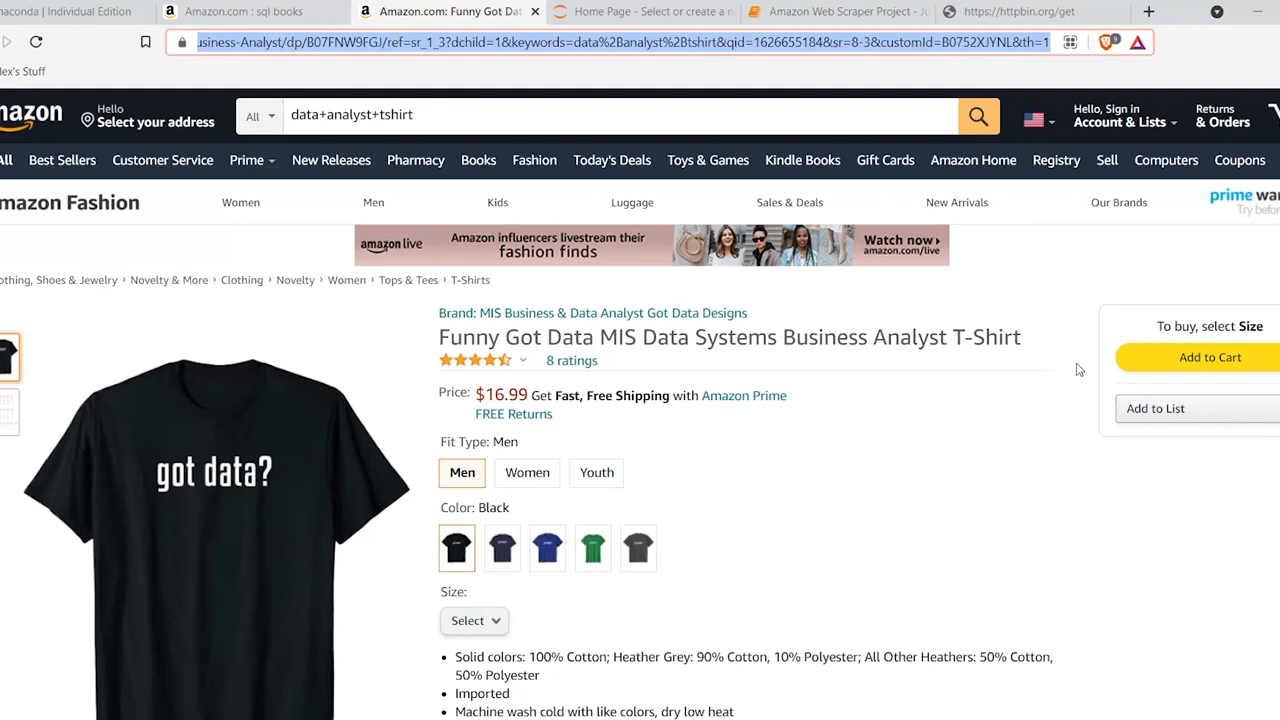 naconda | Individual Edition
Amazon.com : sql books
Amazon.com: Funny Got Dat
Home Page - Select or create a n
Amazon Web Scraper Project - Ju
https://httpbin.org/get
usiness-Analyst/dp/B07FNW9FGJ/ref=sr_1_3?dchild=1&keywords=data%2Banalyst%2Btshirt&qid=1626655184&sr=8-3&customId=B0752XJYNL&th=1
lex's Stuff
mazon
Hello
Select your address
All
data+analyst+tshirt
Hello, Sign in
Account & Lists
Returns
& Orders
All Best Sellers Customer Service Prime New Releases Pharmacy Books Fashion Today's Deals Toys & Games Kindle Books Gift Cards Amazon Home Registry Sell Computers Coupons
mazon Fashion
Women Men Kids Luggage Sales & Deals New Arrivals Our Brands
prime war
Try befor
amazon live
Amazon influencers livestream their
fashion finds
Watch now
amazon.com/live
othing, Shoes & Jewelry › Novelty & More › Clothing › Novelty › Women › Tops & Tees › T-Shirts
Brand: MIS Business & Data Analyst Got Data Designs
Funny Got Data MIS Data Systems Business Analyst T-Shirt
8 ratings
Price: $16.99 Get Fast, Free Shipping with Amazon Prime
FREE Returns
Fit Type: Men
Men Women Youth
Color: Black
Size:
Select
• Solid colors: 100% Cotton; Heather Grey: 90% Cotton, 10% Polyester; All Other Heathers: 50% Cotton,
50% Polyester
• Imported
• Machine wash cold with like colors, dry low heat
got data?
To buy, select Size
Add to Cart
Add to List